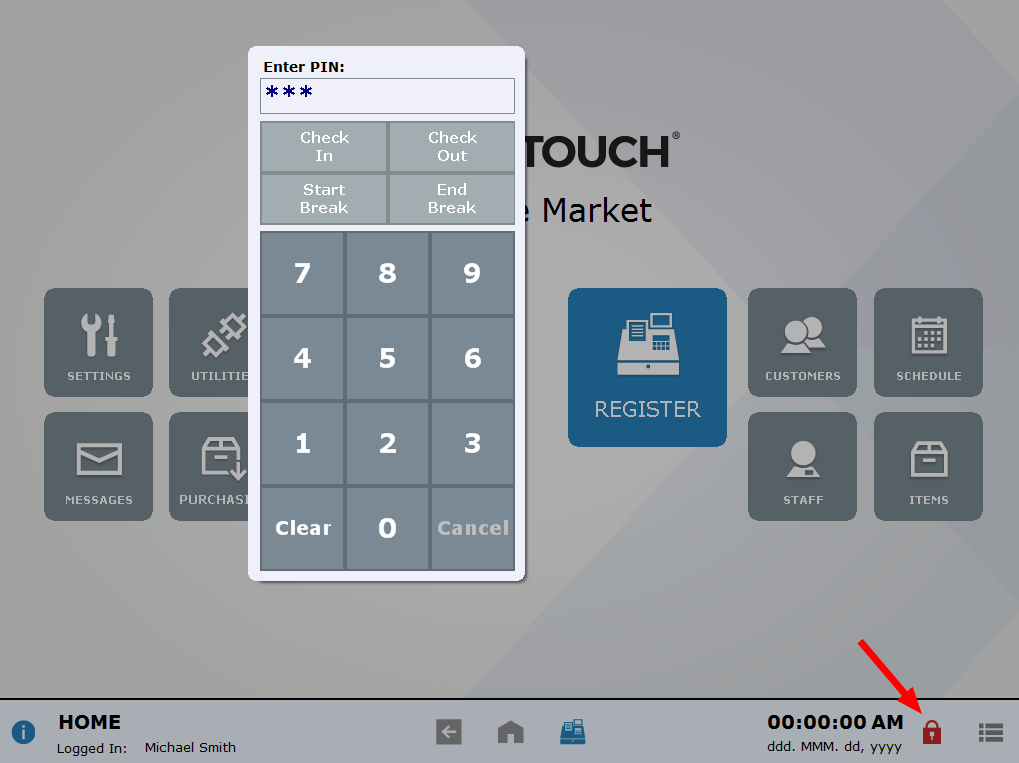 Enter PIN:
***
Check In
Check Out
Start Break
End Break
TOUCH®
Market
7 8 9
4 5 6
1 2 3
Clear 0 Cancel
SETTINGS
UTILITIE
REGISTER
CUSTOMERS
SCHEDULE
MESSAGES
PURCHASI
STAFF
ITEMS
HOME
Logged In: Michael Smith
00:00:00 AM
ddd. MMM. dd, yyyy